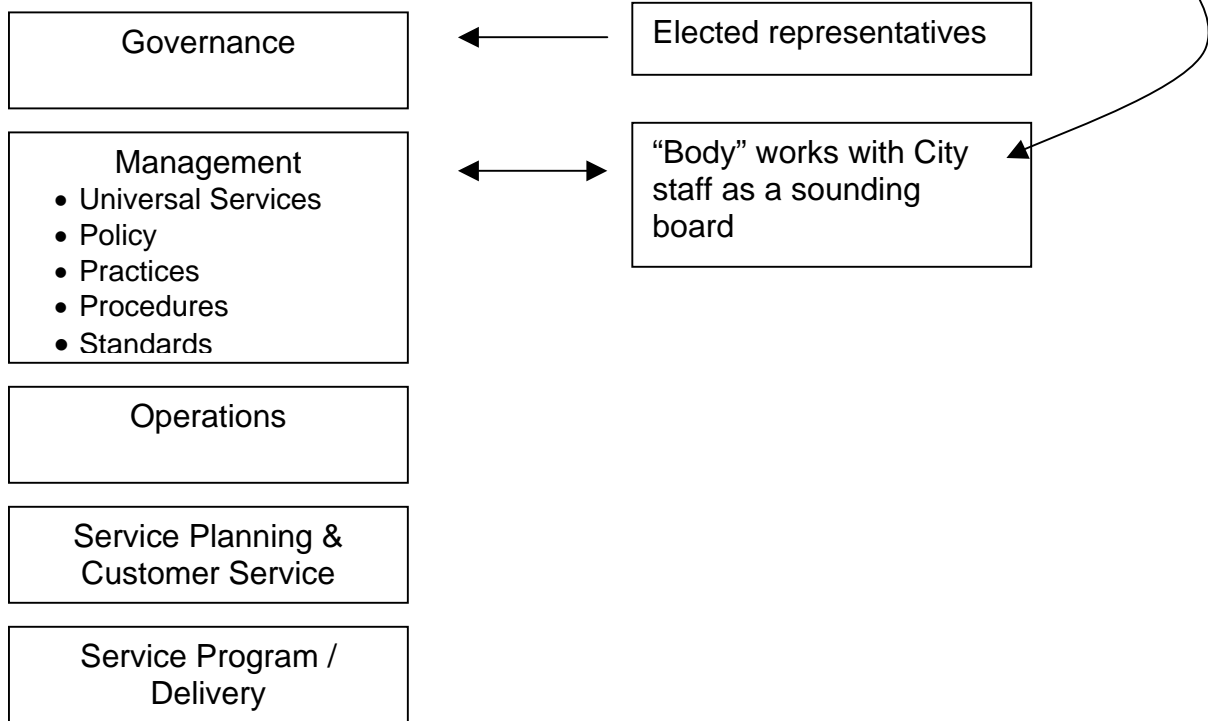 Governance
Elected representatives
Management
• Universal Services
• Policy
• Practices
• Procedures
• Standards
“Body” works with City
staff as a sounding
board
Operations
Service Planning &
Customer Service
Service Program /
Delivery